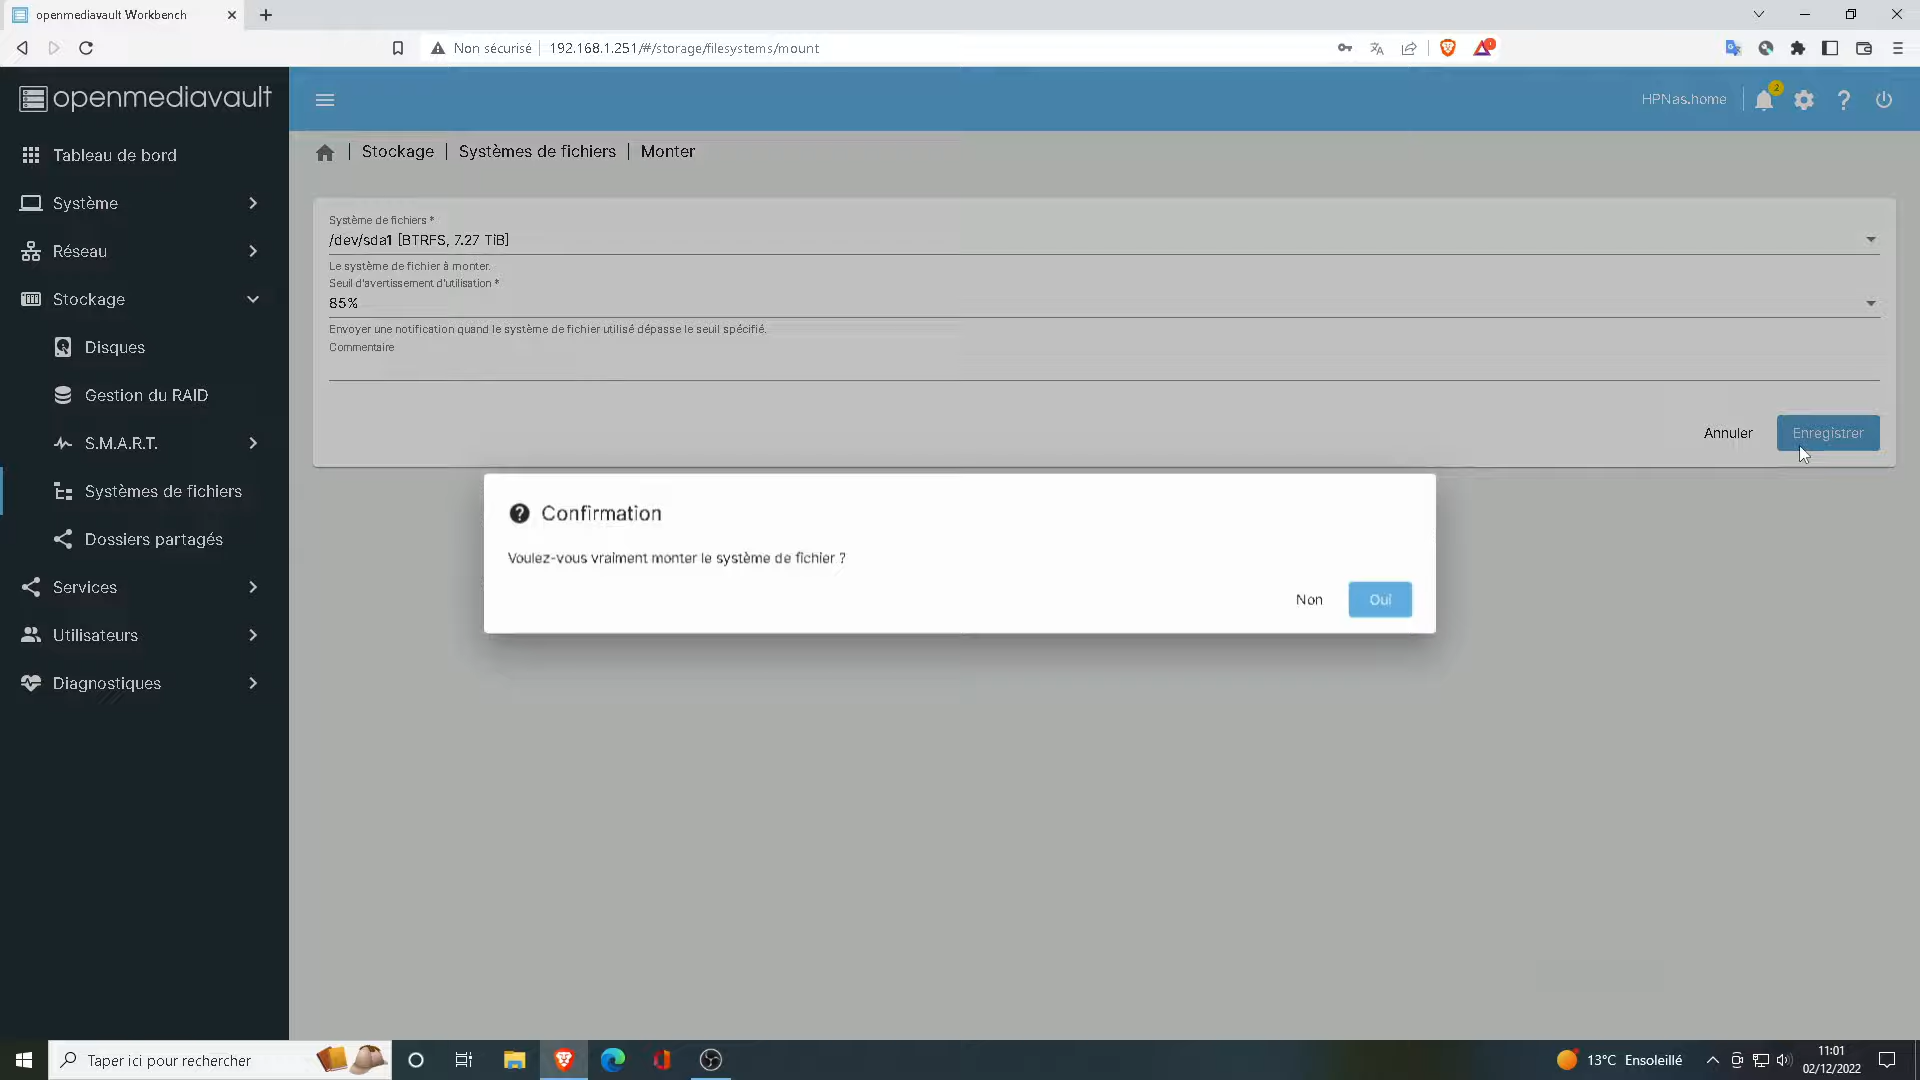 openmediavault Workbench
Non sécurisé
192.168.1.251/#/storage/filesystems/mount
openmediavault
HPNas.home
2
Tableau de bord
Système
Réseau
Stockage
Disques
Gestion du RAID
S.M.A.R.T.
Systèmes de fichiers
Dossiers partagés
Services
Utilisateurs
Diagnostiques
Stockage | Systèmes de fichiers | Monter
Système de fichiers *
/dev/sda1 [BTRFS, 7.27 TiB]
Le système de fichier à monter.
Seuil d'avertissement d'utilisation *
85%
Envoyer une notification quand le système de fichier utilisé dépasse le seuil spécifié.
Commentaire
Annuler
Enregistrer
Confirmation
Voulez-vous vraiment monter le système de fichier ?
Non
Oui
Taper ici pour rechercher
13°C Ensoleillé
11:01
02/12/2022